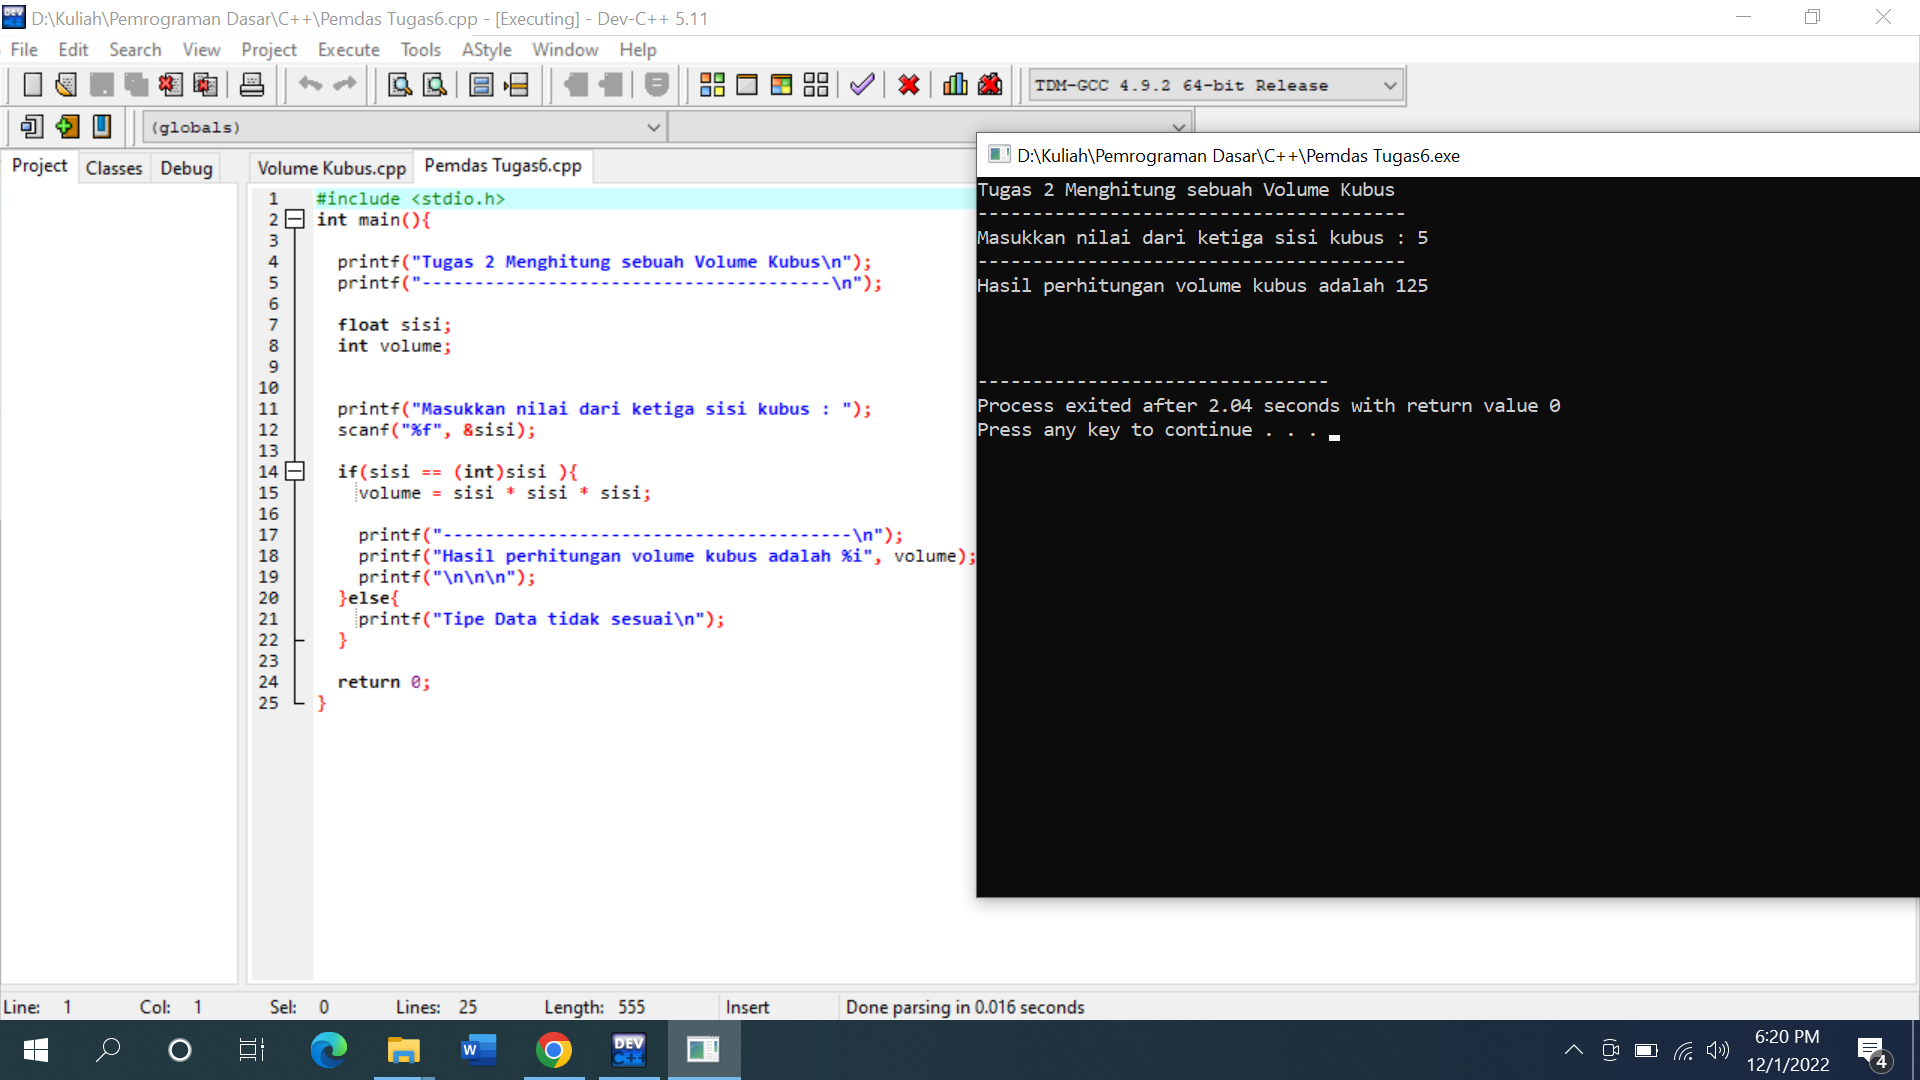 D:\Kuliah\Pemrograman Dasar\C++\Pemdas Tugas6.cpp - [Executing] - Dev-C++ 5.11
File Edit Search View Project Execute Tools AStyle Window Help
TDM-GCC 4.9.2 64-bit Release
(globals)
Project Classes Debug
Volume Kubus.cpp Pemdas Tugas6.cpp
1 #include <stdio.h>
2 int main(){
3
4 printf("Tugas 2 Menghitung sebuah Volume Kubus\n");
5 printf("---------------------------------------\n");
6
7 float sisi;
8 int volume;
9
10
11 printf("Masukkan nilai dari ketiga sisi kubus : ");
12 scanf("%f", &sisi);
13
14 if(sisi == (int)sisi ){
15 volume = sisi * sisi * sisi;
16
17 printf("---------------------------------------\n");
18 printf("Hasil perhitungan volume kubus adalah %i", volume);
19 printf("\n\n\n");
20 }else{
21 printf("Tipe Data tidak sesuai\n");
22 }
23
24 return 0;
25 }
D:\Kuliah\Pemrograman Dasar\C++\Pemdas Tugas6.exe
Tugas 2 Menghitung sebuah Volume Kubus
---------------------------------------
Masukkan nilai dari ketiga sisi kubus : 5
---------------------------------------
Hasil perhitungan volume kubus adalah 125
--------------------------------
Process exited after 2.04 seconds with return value 0
Press any key to continue . . .
Line: 1 Col: 1 Sel: 0 Lines: 25 Length: 555 Insert Done parsing in 0.016 seconds
DEV C++
6:20 PM
12/1/2022
4